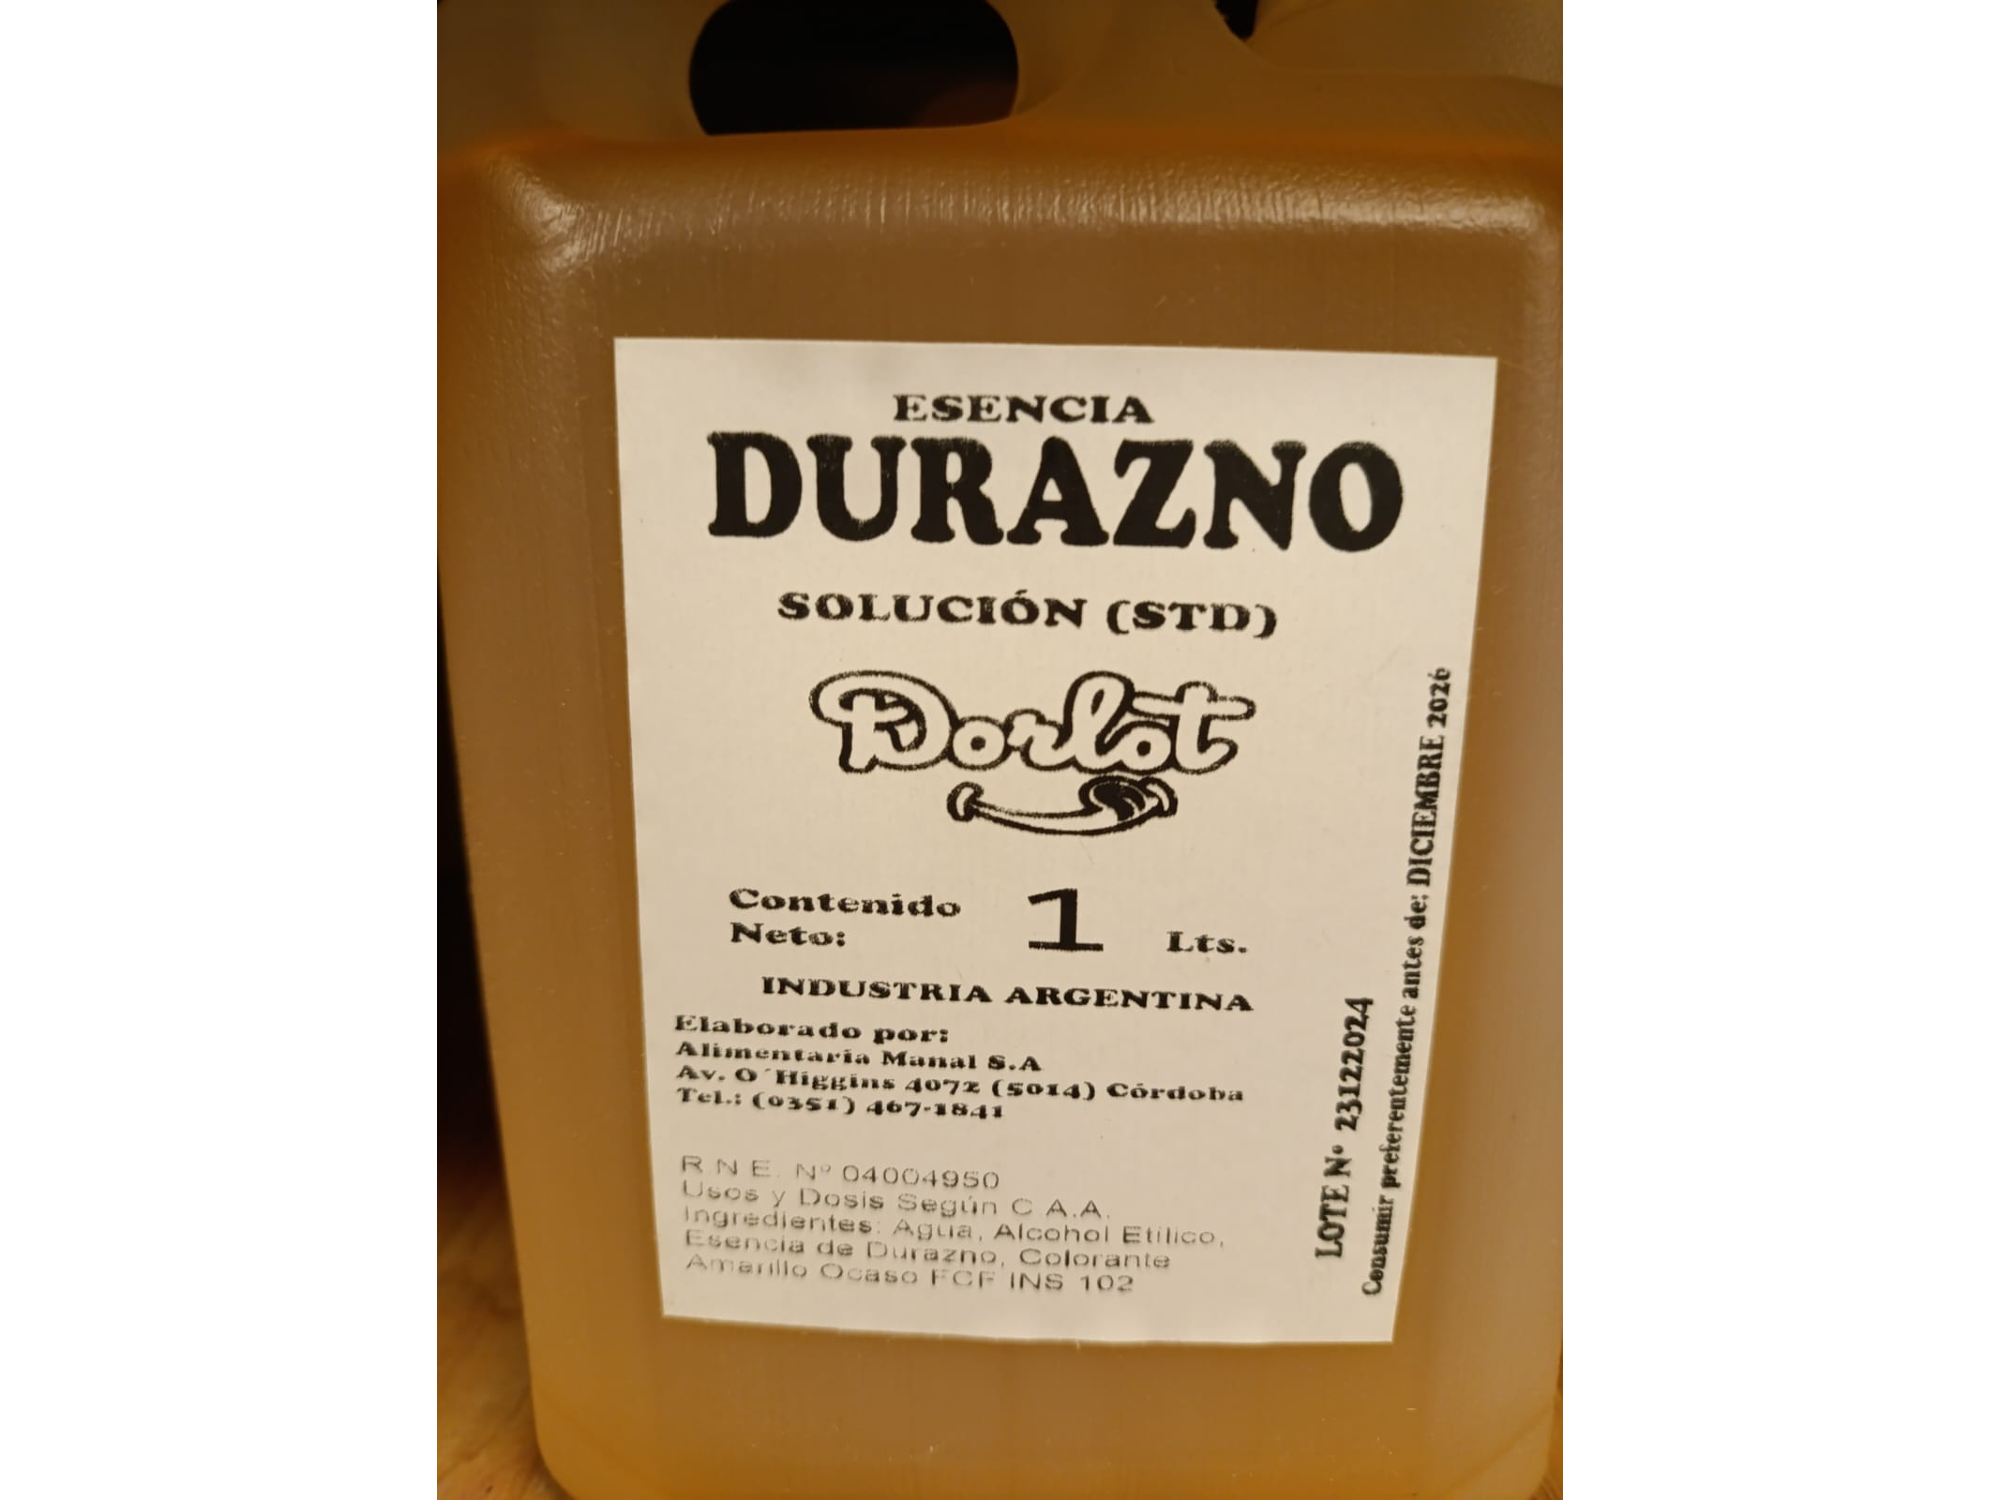 ESENCIA
DURAZNO
SOLUCIÓN (STD)
Dorlot
Contenido
Neto: 1 Lts.
INDUSTRIA ARGENTINA
Elaborado por:
Alimentaria Manal S.A
Av. O´Higgins 4072 (5014) Córdoba
Tel.: (0351) 467-1841
R.N.E. Nº 04004950
Usos y Dosis Según C.A.A.
Ingredientes: Agua, Alcohol Etílico,
Esencia de Durazno, Colorante
Amarillo Ocaso FCF INS 102
LOTE Nº 23122024
Consumir preferentemente antes de: DICIEMBRE 2026